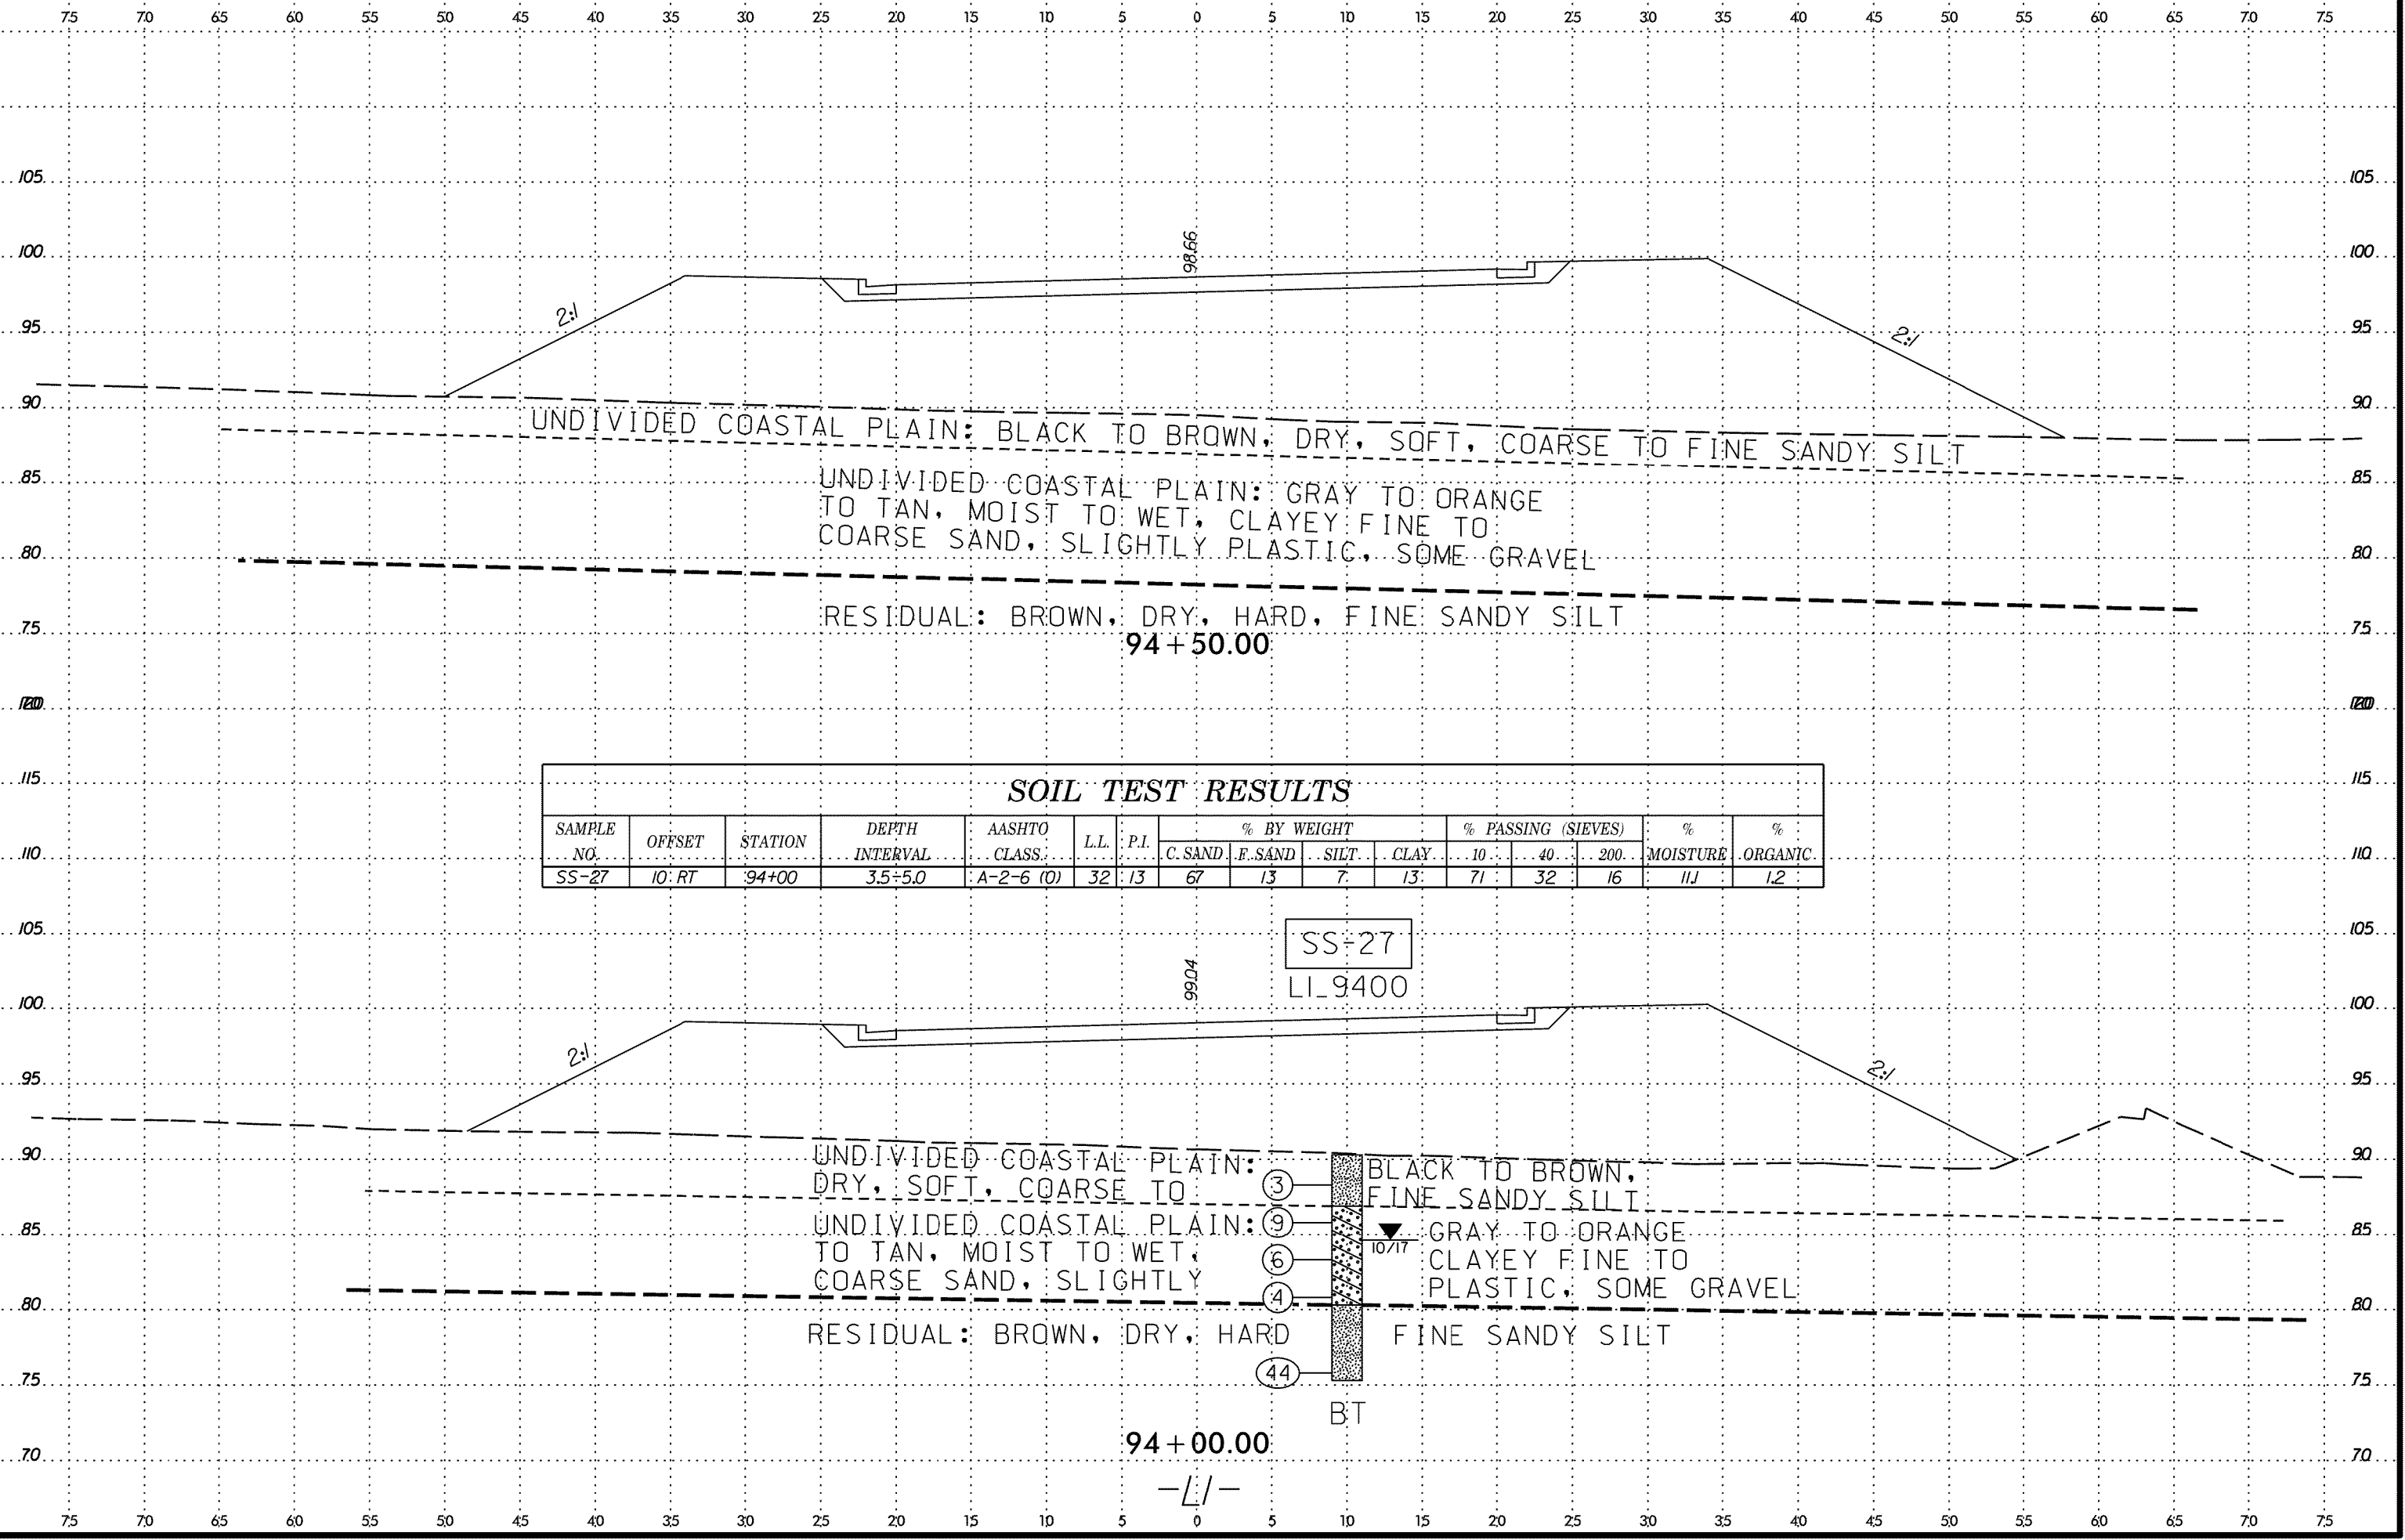 75 70 65 60 55 50 45 40 35 30 25 20 15 10 5 0 5 10 15 20 25 30 35 40 45 50 55 60 65 70 75
105 105
98.66
100 100
2:1 2:1
95 95
90 90
UNDIVIDED COASTAL PLAIN: BLACK TO BROWN, DRY, SOFT, COARSE TO FINE SANDY SILT
85 85
UNDIVIDED COASTAL PLAIN: GRAY TO ORANGE
TO TAN, MOIST TO WET, CLAYEY FINE TO
COARSE SAND, SLIGHTLY PLASTIC, SOME GRAVEL
80 80
RESIDUAL: BROWN, DRY, HARD, FINE SANDY SILT
75 75
94+50.00
115 115
SOIL TEST RESULTS
SAMPLE NO. OFFSET STATION DEPTH INTERVAL AASHTO CLASS. L.L. P.I. % BY WEIGHT % PASSING (SIEVES) % MOISTURE % ORGANIC
C. SAND F. SAND SILT CLAY 10 40 200
110 110
SS-27 10 RT 94+00 3.5-5.0 A-2-6 (0) 32 13 67 13 7 13 71 32 16 11.1 1.2
105 105
SS-27
99.04
LI_9400
100 100
2:1 2:1
95 95
90 90
UNDIVIDED COASTAL PLAIN: BLACK TO BROWN,
DRY, SOFT, COARSE TO 3 FINE SANDY SILT
UNDIVIDED COASTAL PLAIN: 9 GRAY TO ORANGE
85 85
10/17
TO TAN, MOIST TO WET, 6 CLAYEY FINE TO
COARSE SAND, SLIGHTLY 4 PLASTIC, SOME GRAVEL
80 80
RESIDUAL: BROWN, DRY, HARD FINE SANDY SILT
44
75 75
BT
94+00.00
70 70
-L1-
75 70 65 60 55 50 45 40 35 30 25 20 15 10 5 0 5 10 15 20 25 30 35 40 45 50 55 60 65 70 75